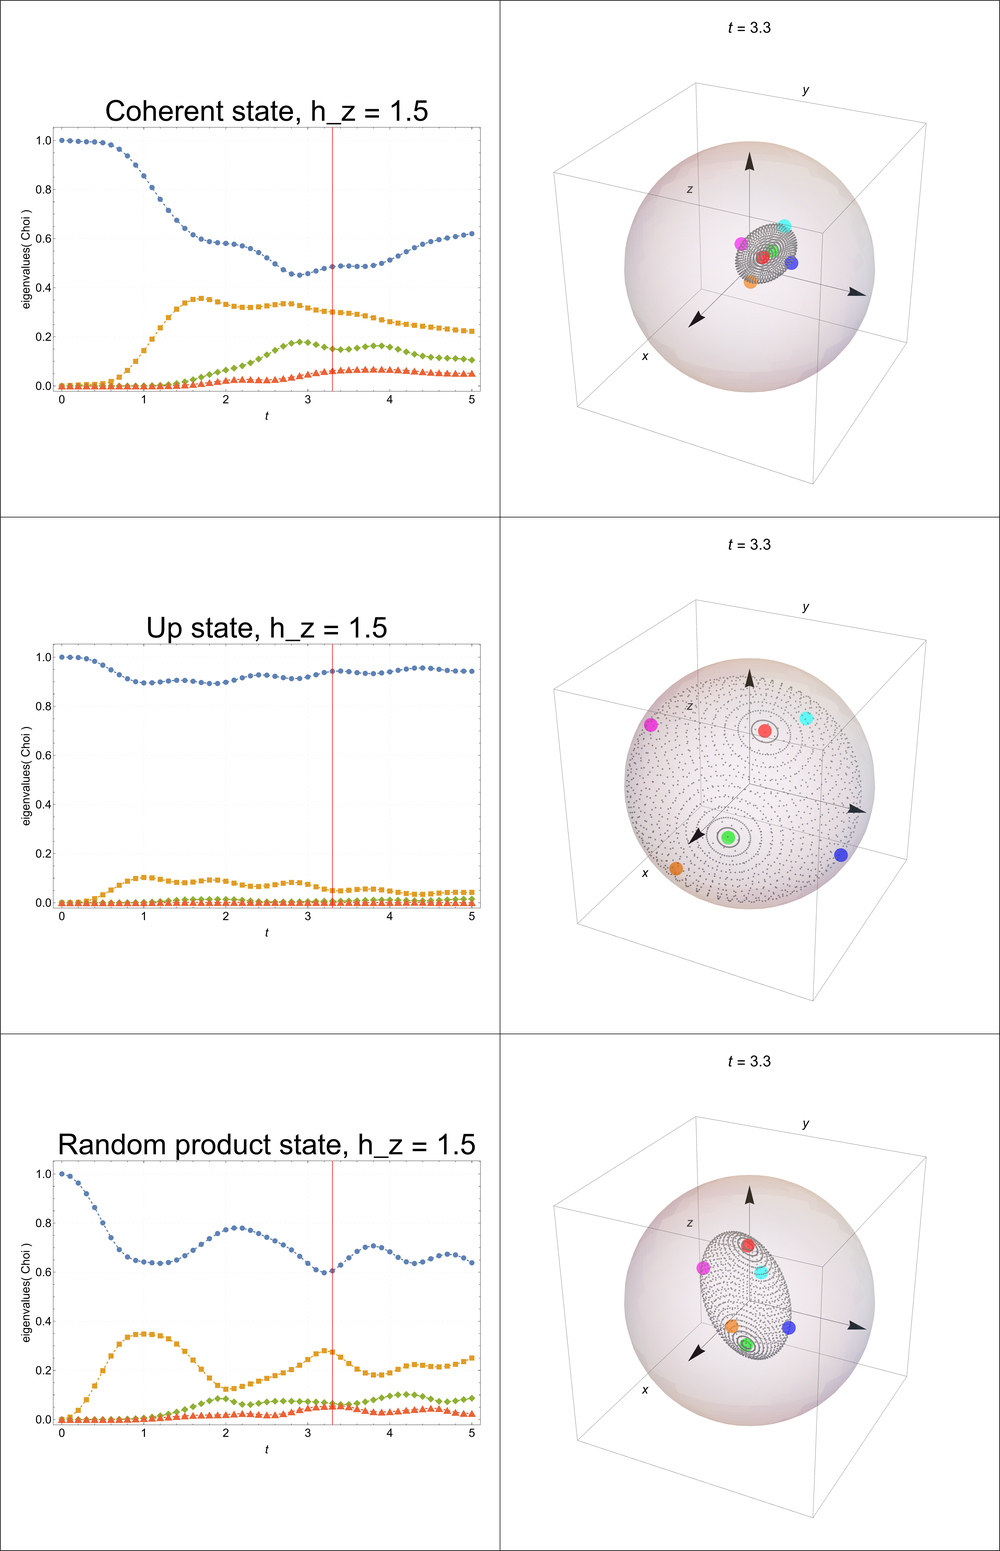 t = 3.3
Coherent state, h_z = 1.5
eigenvalues( Choi )
1.0
0.8
0.6
0.4
0.2
0.0
0 1 2 3 4 5
t
y
z
x
t = 3.3
Up state, h_z = 1.5
eigenvalues( Choi )
1.0
0.8
0.6
0.4
0.2
0.0
0 1 2 3 4 5
t
y
z
x
t = 3.3
Random product state, h_z = 1.5
eigenvalues( Choi )
1.0
0.8
0.6
0.4
0.2
0.0
0 1 2 3 4 5
t
y
z
x